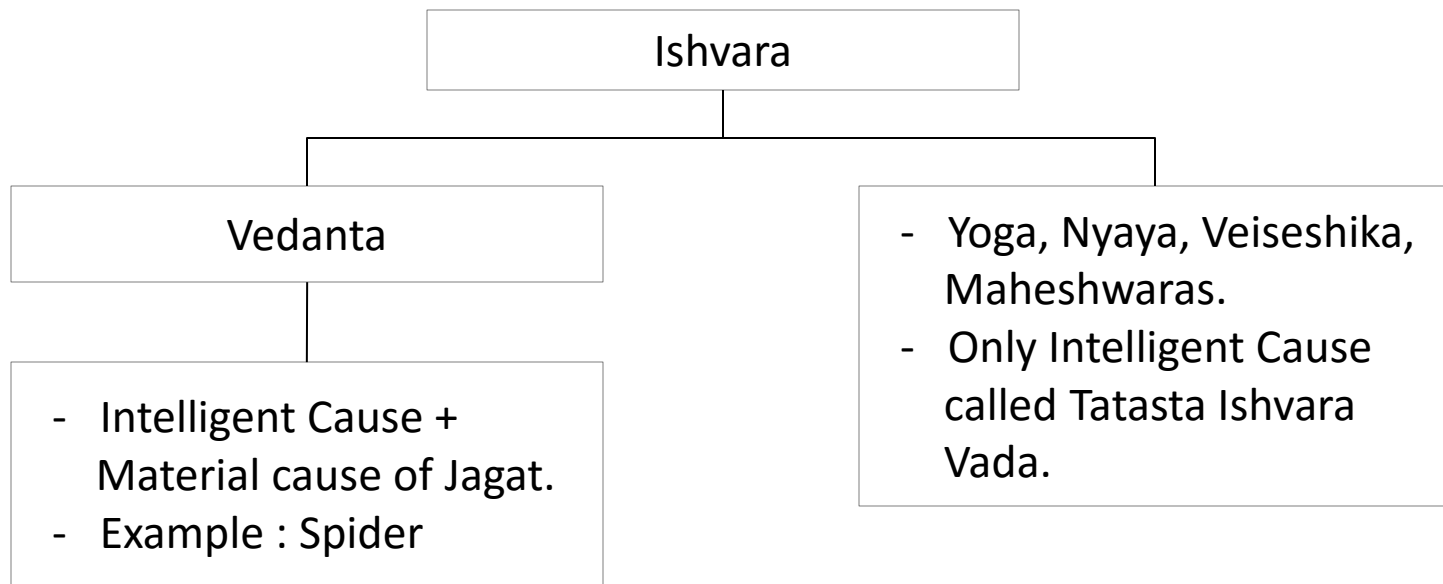 Ishvara
Vedanta
- Intelligent Cause +
Material cause of Jagat.
- Example : Spider
- Yoga, Nyaya, Veiseshika,
Maheshwaras.
- Only Intelligent Cause
called Tatasta Ishvara
Vada.